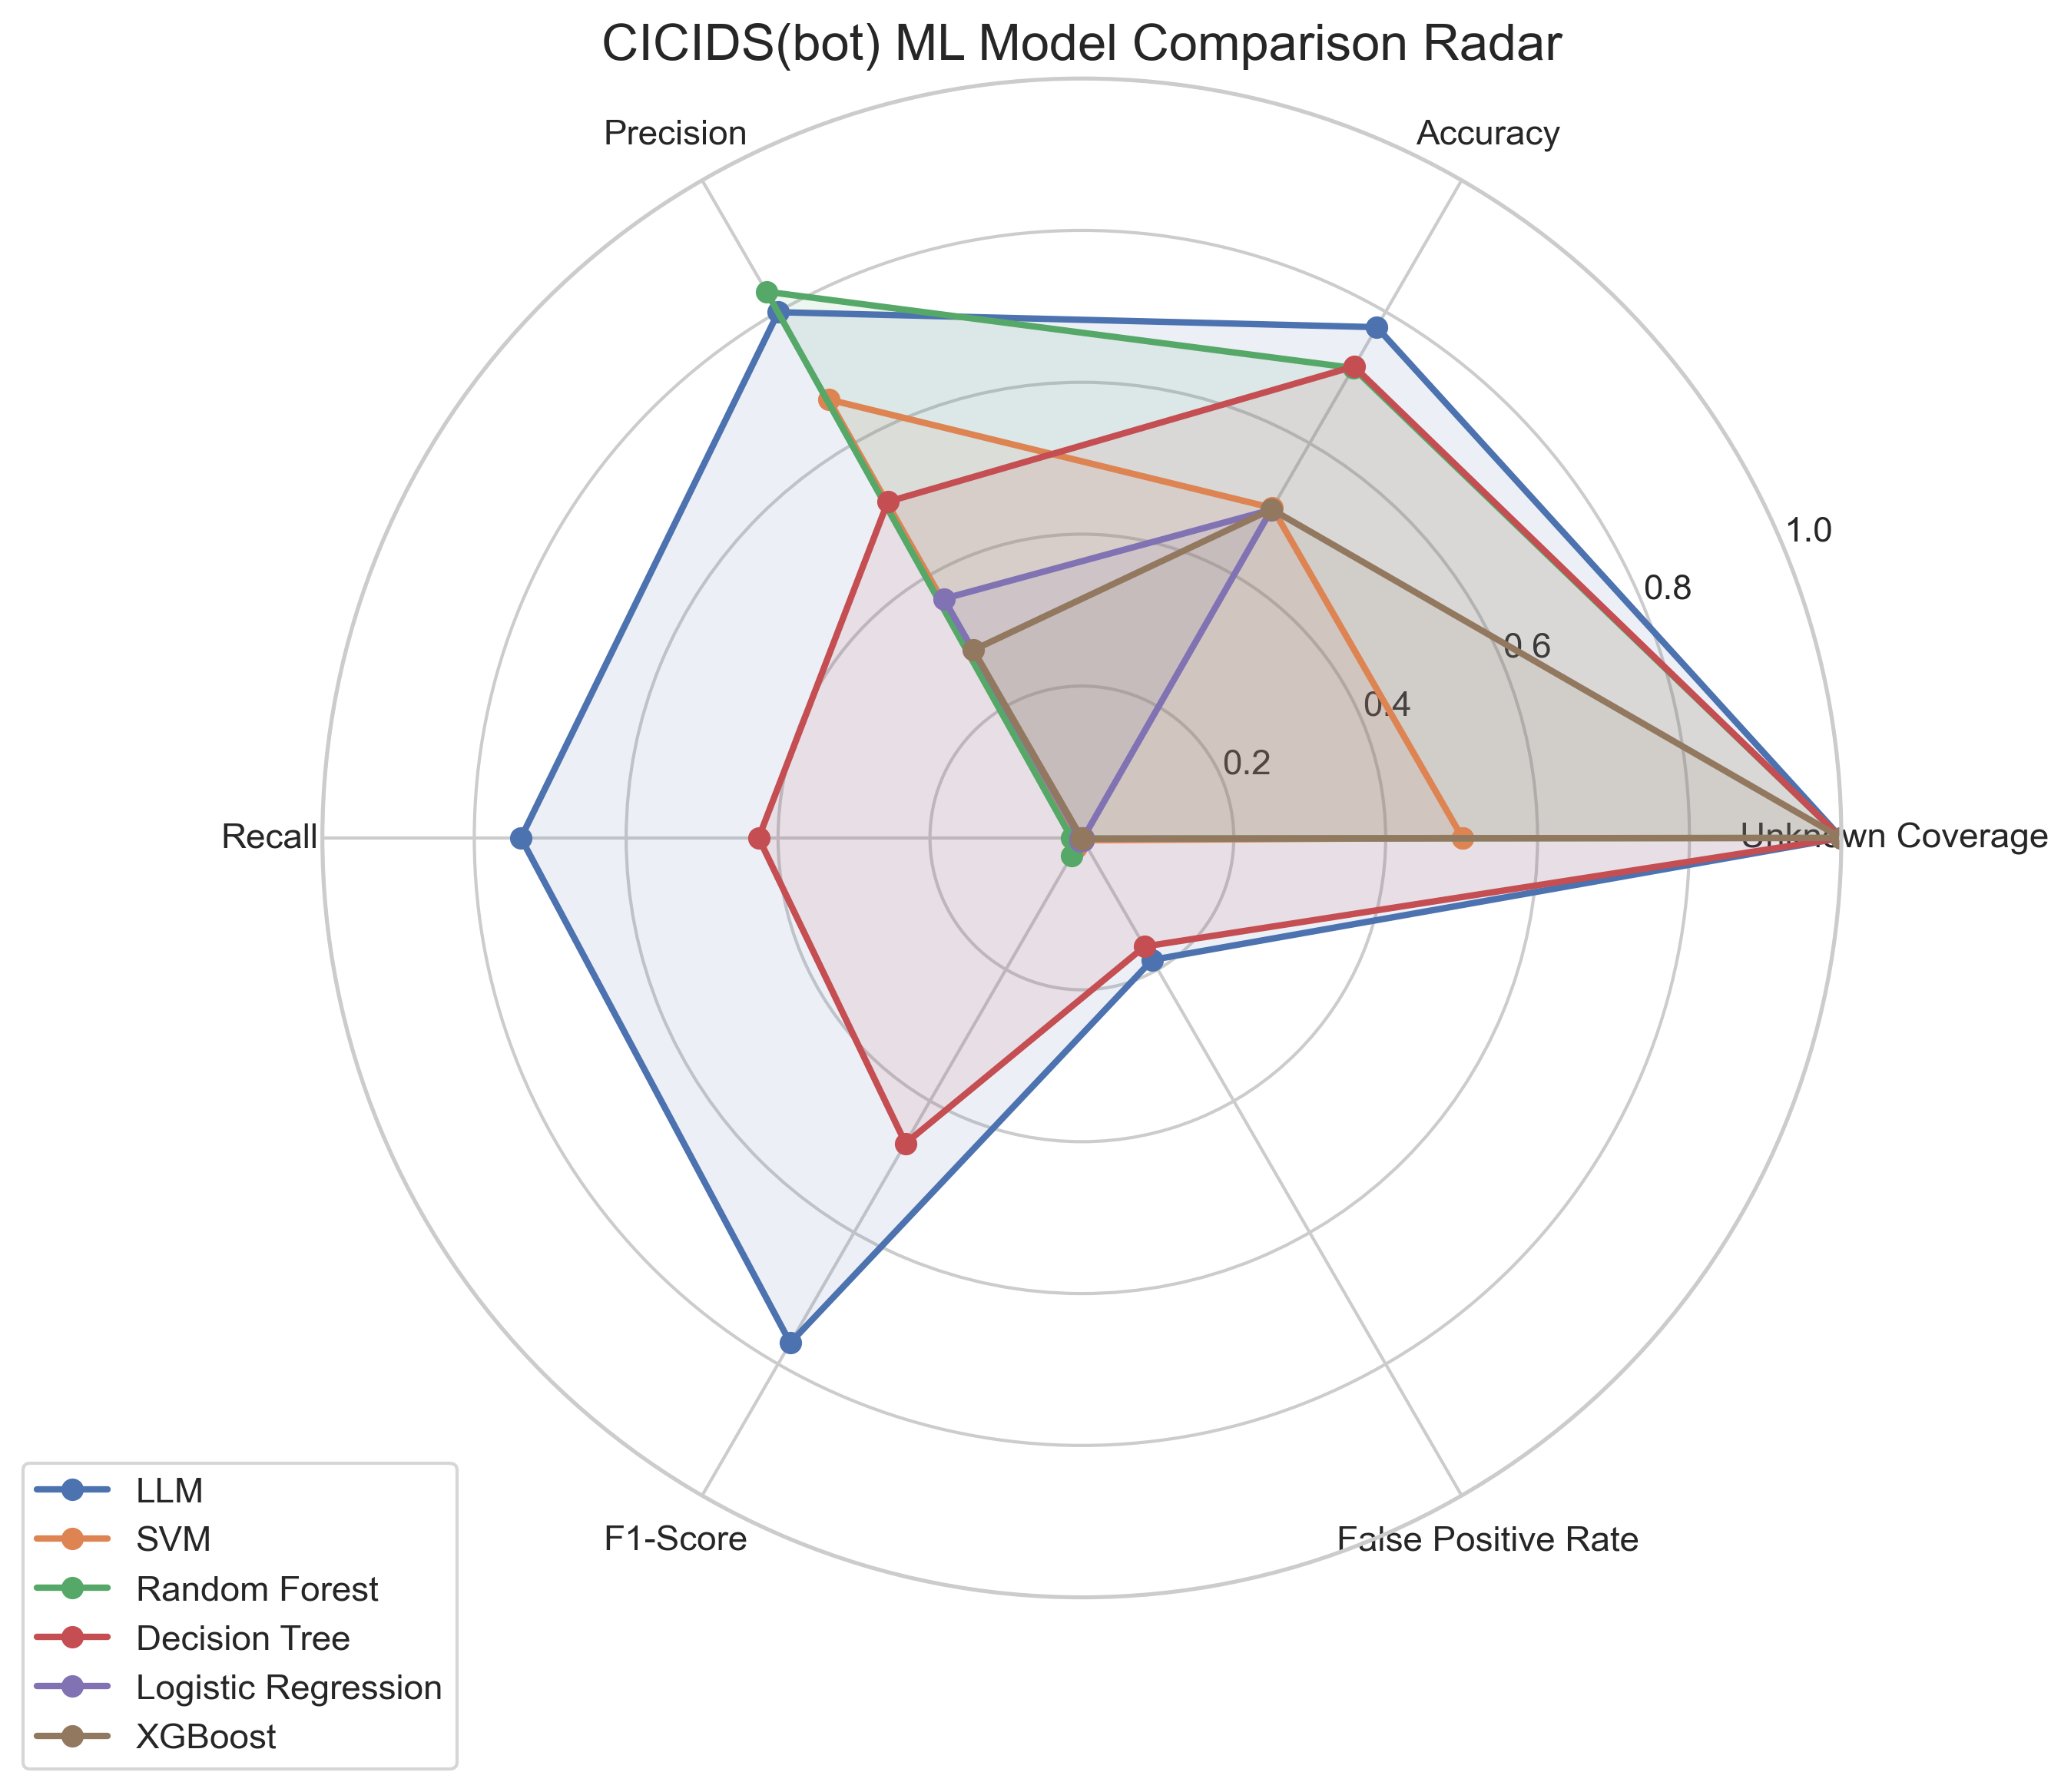 CICIDS(bot) ML Model Comparison Radar
Precision
Accuracy
1.0
0.8
0.6
0.4
0.2
Recall
Unknown Coverage
F1-Score
False Positive Rate
LLM
SVM
Random Forest
Decision Tree
Logistic Regression
XGBoost